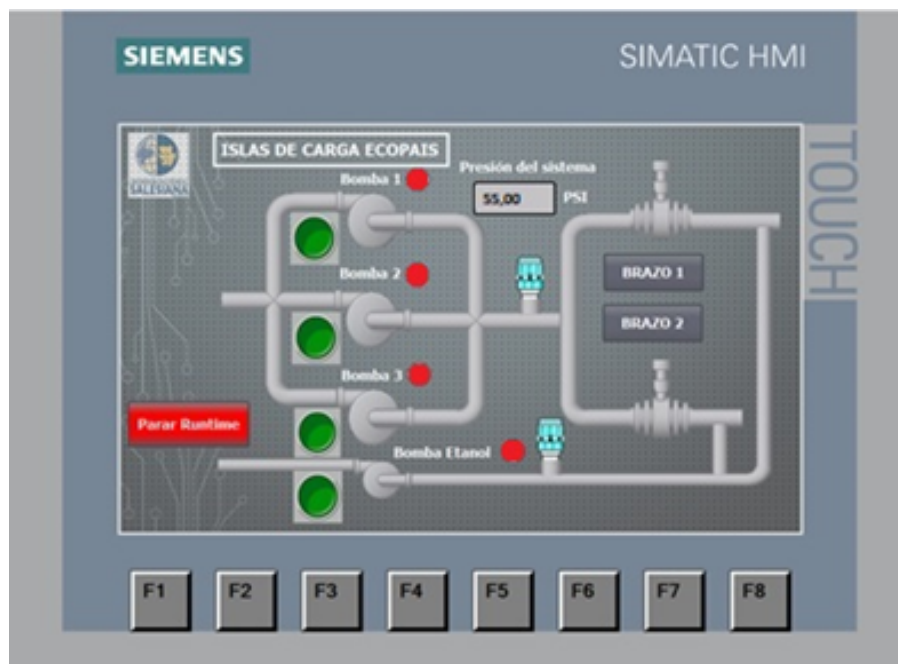 SIEMENS
SIMATIC HMI
TOUCH
SALESIANA
ISLAS DE CARGA ECOPAIS
Presión del sistema
55,00 PSI
Bomba 1
Bomba 2
Bomba 3
BRAZO 1
BRAZO 2
Parar Runtime
Bomba Etanol
F1 F2 F3 F4 F5 F6 F7 F8